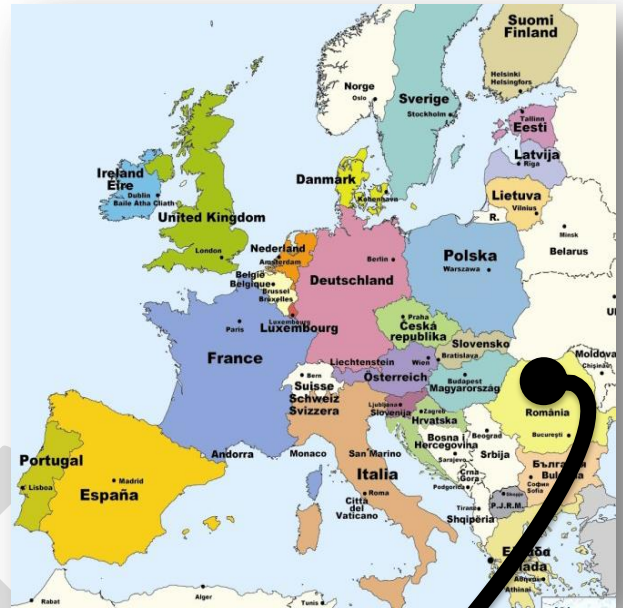 Suomi
Finland
Helsinki
Helsingfors
Norge
Oslo
Sverige
Stockholm
Tallinn
Eesti
Latvija
Riga
Ireland
Éire
Dublin
Baile Atha Cliath
United Kingdom
London
Danmark
København
Lietuva
Vilnius
R.
Minsk
Belarus
Nederland
Amsterdam
België
Belgique
Brussel
Bruxelles
Berlin
Deutschland
Polska
Warszawa
Luxembourg
Luxembourg
Paris
France
Praha
Česká
republika
Slovensko
Bratislava
Liechtenstein
Wien
Österreich
Budapest
Magyarország
Moldova
Chişinău
Bern
Suisse
Schweiz
Svizzera
Ljubljana
Slovenija
Zagreb
Hrvatska
România
Bucureşti
Bosna i
Hercegovina
Sarajevo
Beograd
Srbija
Crna
Gora
Podgorica
Andorra
Monaco
San Marino
Italia
Roma
Città
del
Vaticano
Portugal
Lisboa
Madrid
España
София
Sofia
Skopje
P.J.R.M.
Tirana
Shqipëria
Athinai
Rabat
Alger
Tunis